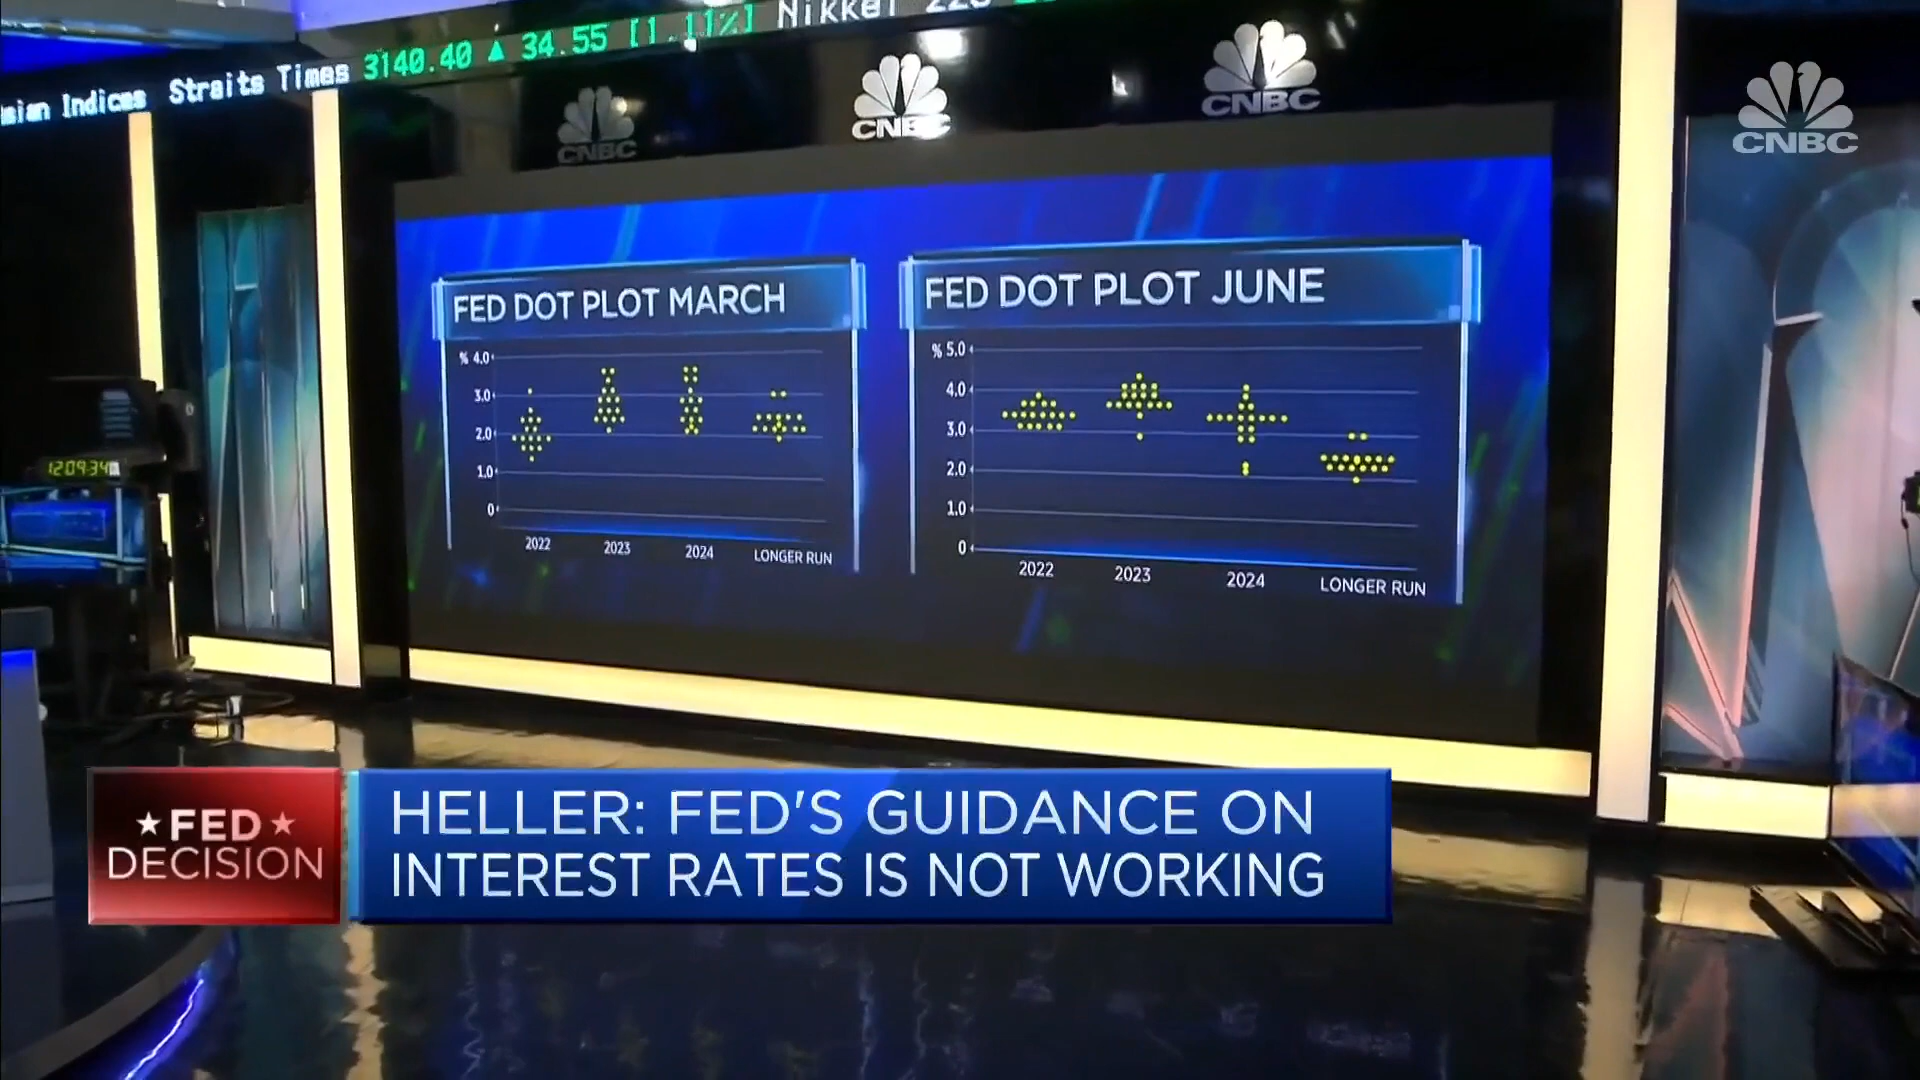 Indices Straits Times 3140.40 ▲ 34.55 [1.11%] Nikkei
CNBC
CNBC
CNBC
CNBC
FED DOT PLOT MARCH
% 4.0
3.0
2.0
1.0
0
2022 2023 2024 LONGER RUN
FED DOT PLOT JUNE
% 5.0
4.0
3.0
2.0
1.0
0
2022 2023 2024 LONGER RUN
12:09:34
★ FED ★
DECISION
HELLER: FED'S GUIDANCE ON
INTEREST RATES IS NOT WORKING